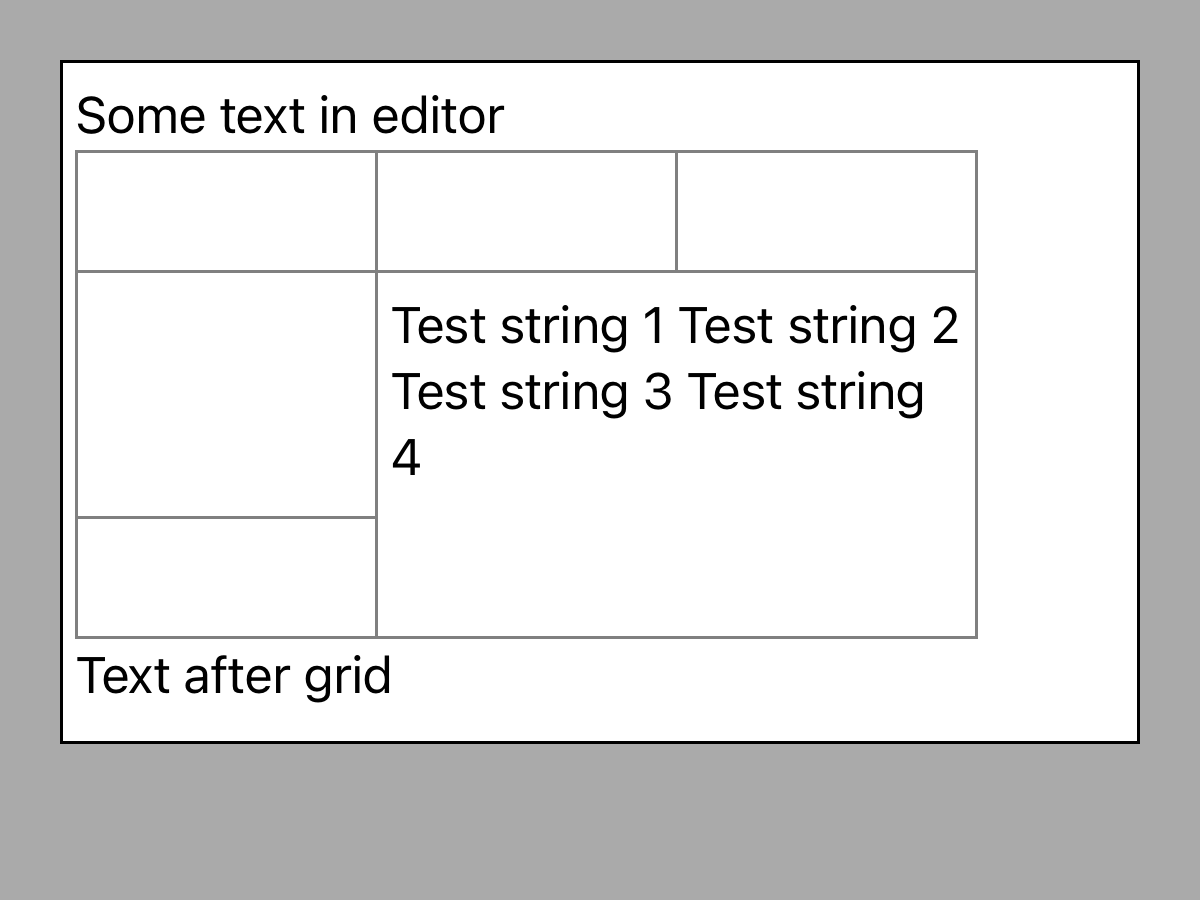 Some text in editor
Test string 1 Test string 2
Test string 3 Test string
4
Text after grid